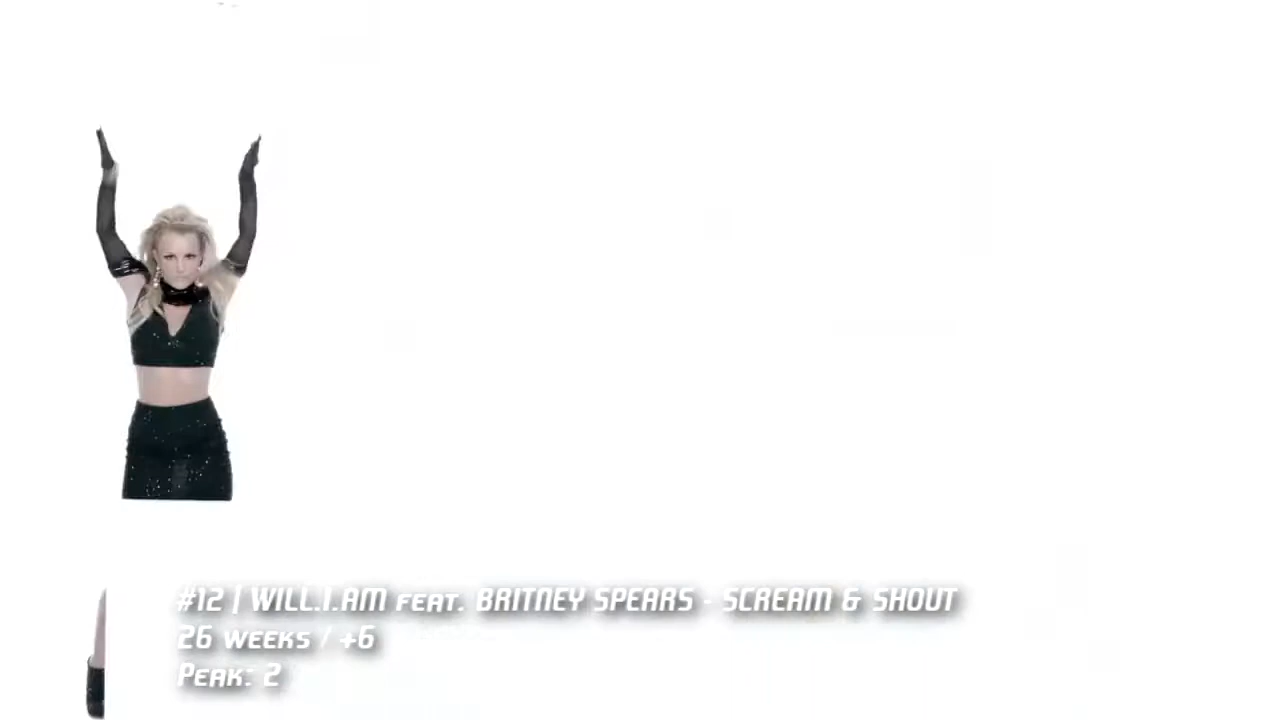 #12 | WILL.I.AM FEAT. BRITNEY SPEARS - SCREAM & SHOUT
26 WEEKS / +6
PEAK: 2